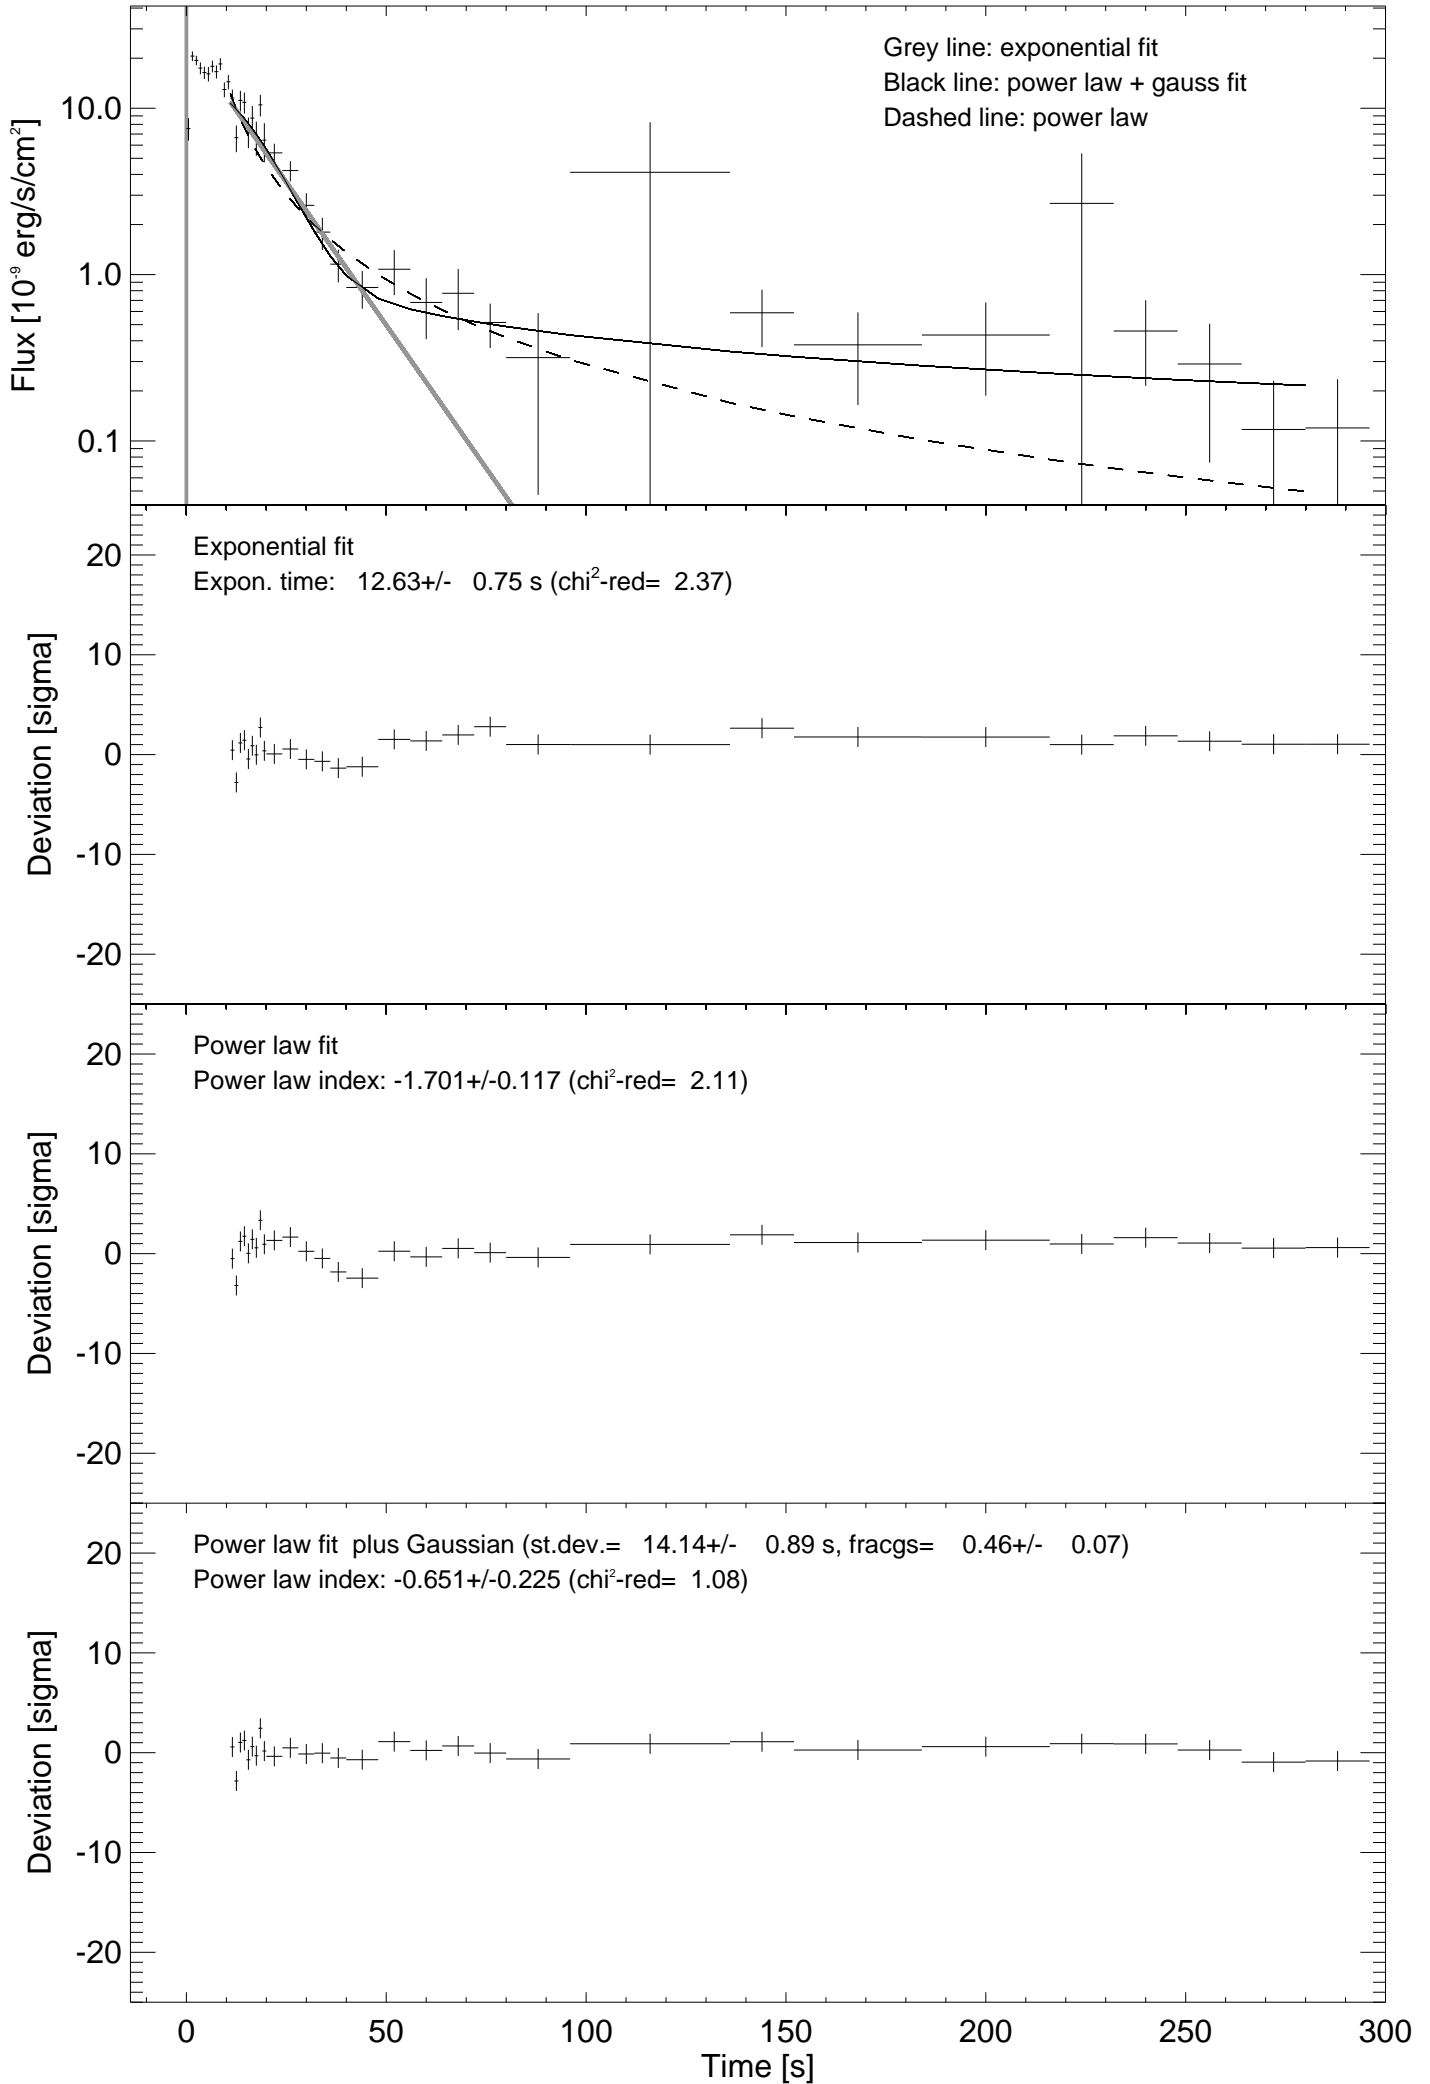 Grey line: exponential fit
Black line: power law + gauss fit
Dashed line: power law
10.0
1.0
0.1
Flux [10⁻⁹ erg/s/cm²]
Exponential fit
Expon. time: 12.63+/- 0.75 s (chi²-red= 2.37)
20
10
0
-10
-20
Deviation [sigma]
Power law fit
Power law index: -1.701+/-0.117 (chi²-red= 2.11)
20
10
0
-10
-20
Deviation [sigma]
Power law fit plus Gaussian (st.dev.= 14.14+/- 0.89 s, fracgs= 0.46+/- 0.07)
Power law index: -0.651+/-0.225 (chi²-red= 1.08)
20
10
0
-10
-20
Deviation [sigma]
0 50 100 150 200 250 300
Time [s]